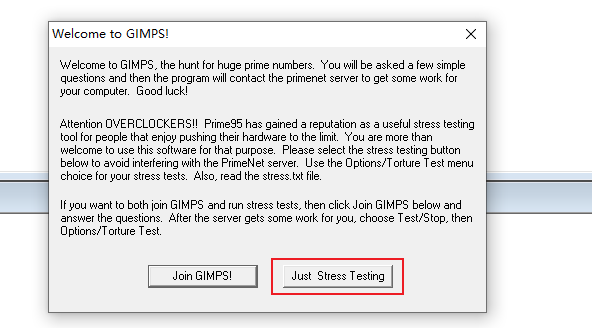 Welcome to GIMPS!
Welcome to GIMPS, the hunt for huge prime numbers.  You will be asked a few simple
questions and then the program will contact the primenet server to get some work for
your computer.  Good luck!
Attention OVERCLOCKERS!!  Prime95 has gained a reputation as a useful stress testing
tool for people that enjoy pushing their hardware to the limit.  You are more than
welcome to use this software for that purpose.  Please select the stress testing button
below to avoid interfering with the PrimeNet server.  Use the Options/Torture Test menu
choice for your stress tests.  Also, read the stress.txt file.
If you want to both join GIMPS and run stress tests, then click Join GIMPS below and
answer the questions.  After the server gets some work for you, choose Test/Stop, then
Options/Torture Test.
Join GIMPS!
Just  Stress Testing